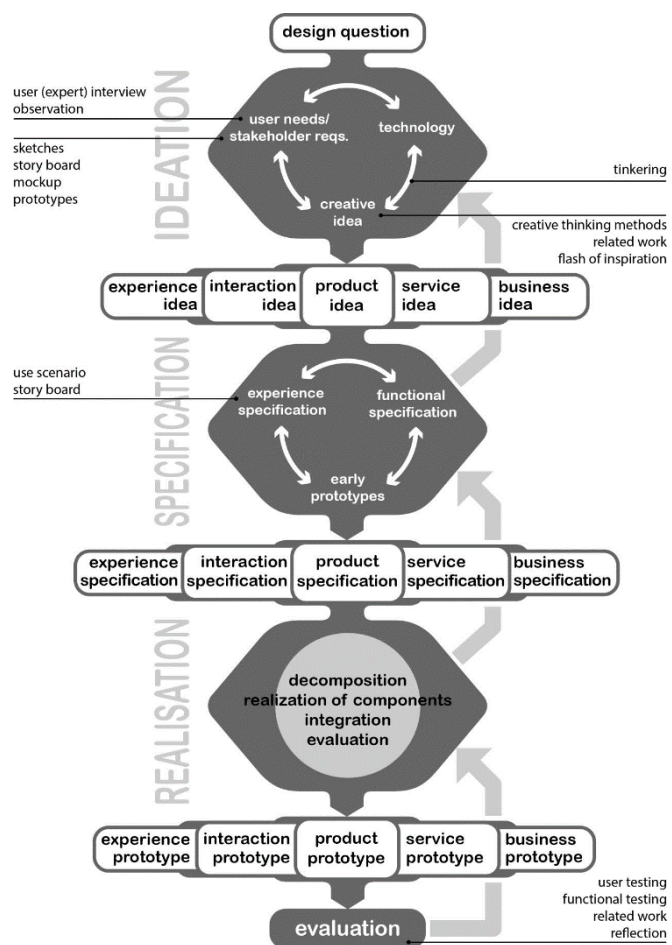 design question
user (expert) interview
observation
IDEATION
user needs/
stakeholder reqs.
technology
sketches
story board
mockup
prototypes
tinkering
creative
idea
creative thinking methods
related work
flash of inspiration
experience
idea
interaction
idea
product
idea
service
idea
business
idea
SPECIFICATION
use scenario
story board
experience
specification
functional
specification
early
prototypes
experience
specification
interaction
specification
product
specification
service
specification
business
specification
REALISATION
decomposition
realization of components
integration
evaluation
experience
prototype
interaction
prototype
product
prototype
service
prototype
business
prototype
user testing
functional testing
related work
reflection
evaluation